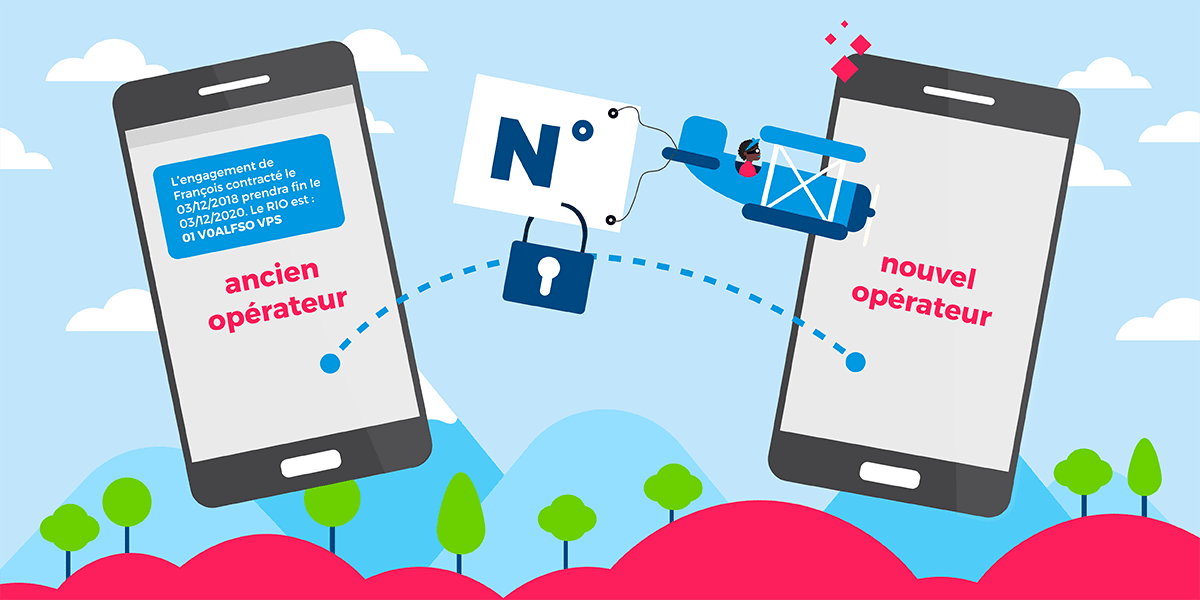 L'engagement de
François contracté le
03/12/2018 prendra fin le
03/12/2020. Le RIO est :
01 V0ALFSO VPS
ancien
opérateur
N°
nouvel
opérateur